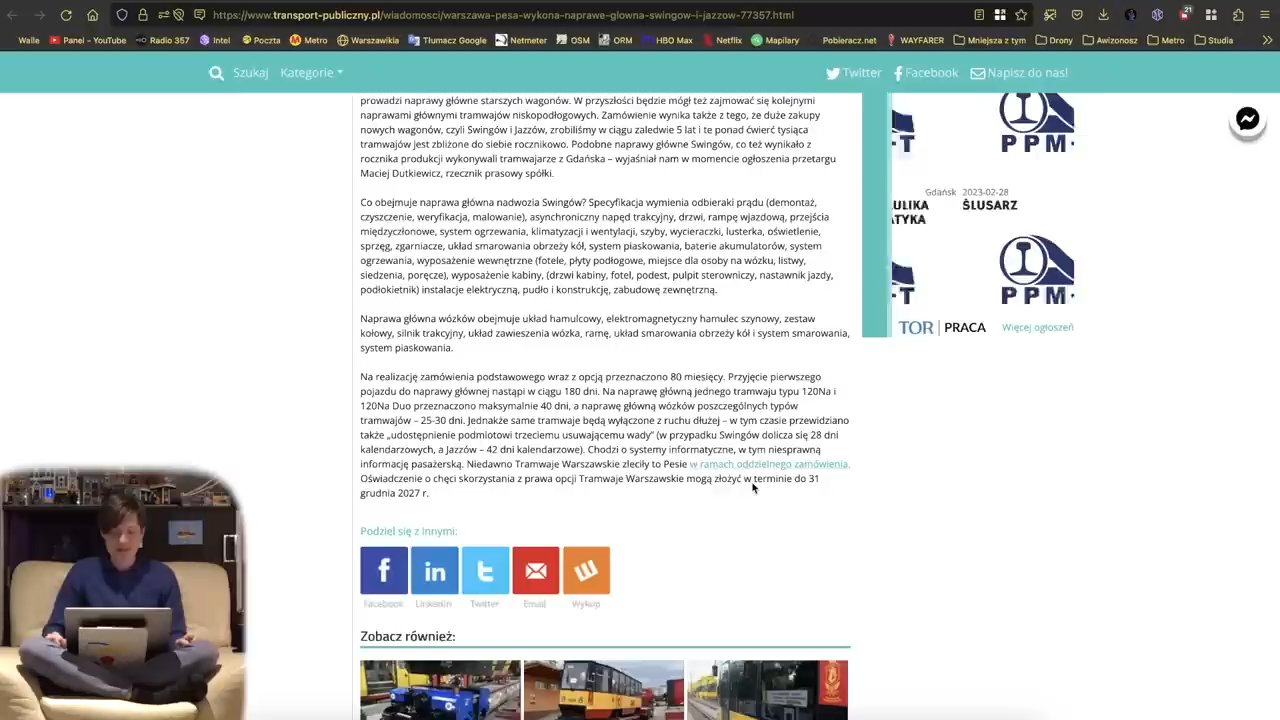 https://www.transport-publiczny.pl/wiadomosci/warszawa-pesa-wykona-naprawe-glowna-swingow-i-jazzow-77357.html
21
Walle
Panel – YouTube
Radio 357
Intel
Poczta
Metro
Warszawikia
Tłumacz Google
Netmeter
OSM
ORM
HBO Max
Netflix
Mapilary
Pobieracz.net
WAYFARER
Mniejsza z tym
Drony
Awizonosz
Metro
Studia
Szukaj
Kategorie
Twitter
Facebook
Napisz do nas!
prowadzi naprawy główne starszych wagonów. W przyszłości będzie mógł też zajmować się kolejnymi
naprawami głównymi tramwajów niskopodłogowych. Zamówienie wynika także z tego, że duże zakupy
nowych wagonów, czyli Swingów i Jazzów, zrobiliśmy w ciągu zaledwie 5 lat i te ponad ćwierć tysiąca
tramwajów jest zbliżone do siebie rocznikowo. Podobne naprawy główne Swingów, co też wynikało z
rocznika produkcji wykonywali tramwajarze z Gdańska – wyjaśniał nam w momencie ogłoszenia przetargu
Maciej Dutkiewicz, rzecznik prasowy spółki.
Co obejmuje naprawa główna nadwozia Swingów? Specyfikacja wymienia odbieraki prądu (demontaż,
czyszczenie, weryfikacja, malowanie), asynchroniczny napęd trakcyjny, drzwi, rampę wjazdową, przejścia
międzyczłonowe, system ogrzewania, klimatyzacji i wentylacji, szyby, wycieraczki, lusterka, oświetlenie,
sprzęg, zgarniacze, układ smarowania obrzeży kół, system piaskowania, baterie akumulatorów, system
ogrzewania, wyposażenie wewnętrzne (fotele, płyty podłogowe, miejsce dla osoby na wózku, listwy,
siedzenia, poręcze), wyposażenie kabiny, (drzwi kabiny, fotel, podest, pulpit sterowniczy, nastawnik jazdy,
podłokietnik) instalacje elektryczną, pudło i konstrukcję, zabudowę zewnętrzną.
Naprawa główna wózków obejmuje układ hamulcowy, elektromagnetyczny hamulec szynowy, zestaw
kołowy, silnik trakcyjny, układ zawieszenia wózka, ramę, układ smarowania obrzeży kół i system smarowania,
system piaskowania.
Na realizację zamówienia podstawowego wraz z opcją przeznaczono 80 miesięcy. Przyjęcie pierwszego
pojazdu do naprawy głównej nastąpi w ciągu 180 dni. Na naprawę główną jednego tramwaju typu 120Na i
120Na Duo przeznaczono maksymalnie 40 dni, a naprawę główną wózków poszczególnych typów
tramwajów – 25-30 dni. Jednakże same tramwaje będą wyłączone z ruchu dłużej – w tym czasie przewidziano
także „udostępnienie podmiotowi trzeciemu usuwającemu wady” (w przypadku Swingów dolicza się 28 dni
kalendarzowych, a Jazzów – 42 dni kalendarzowe). Chodzi o systemy informatyczne, w tym niesprawną
informację pasażerską. Niedawno Tramwaje Warszawskie zleciły to Pesie w ramach oddzielnego zamówienia.
Oświadczenie o chęci skorzystania z prawa opcji Tramwaje Warszawskie mogą złożyć w terminie do 31
grudnia 2027 r.
FT
PPM
Gdańsk 2023-02-28
ULIKA
ŚLUSARZ
ATYKA
FT
PPM
TOR PRACA
Więcej ogłoszeń
Podziel się z innymi:
Facebook
Linkedin
Twitter
Email
Wykop
Zobacz również: